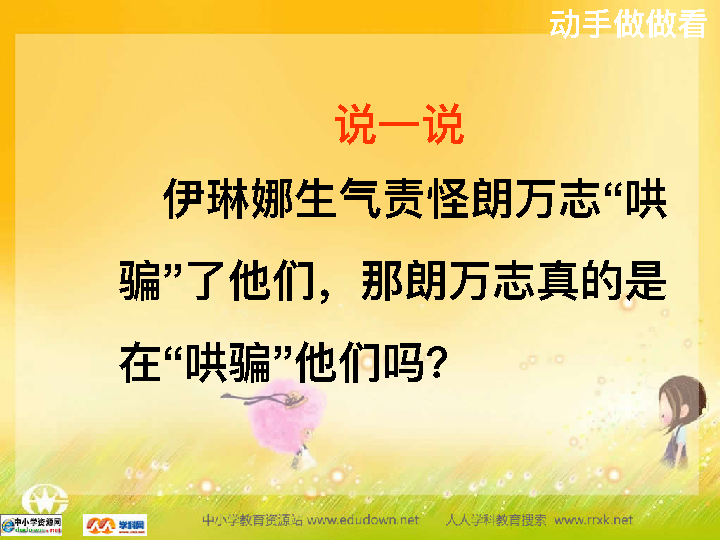 动手做做看
说一说
伊琳娜生气责怪朗万志“哄
骗”了他们，那朗万志真的是
在“哄骗”他们吗？
中小学教育资源站 www.edudown.net 人人学科教育搜索 www.rrxk.net
中小学资源网
学科网